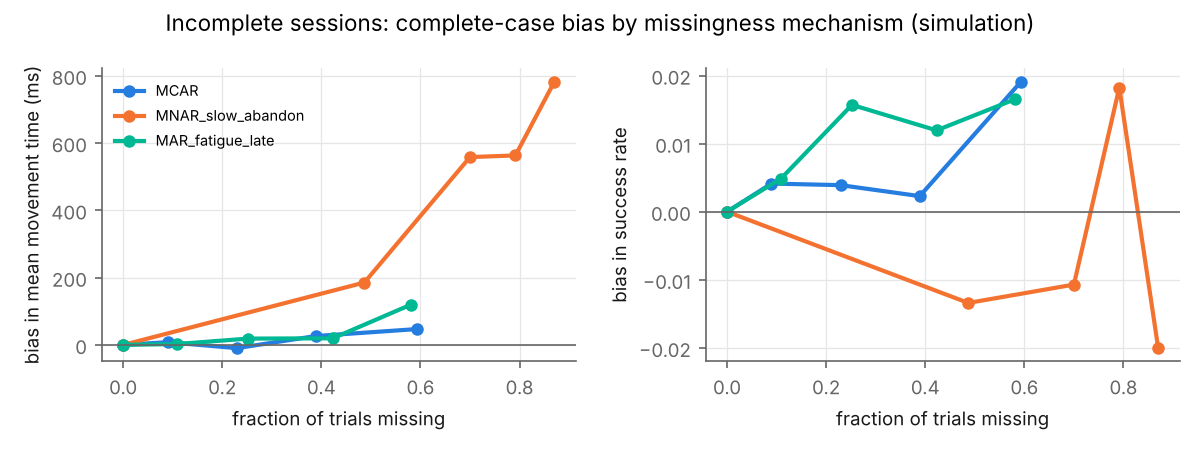 Incomplete sessions: complete-case bias by missingness mechanism (simulation)
bias in mean movement time (ms)
800
600
400
200
0
MCAR
MNAR_slow_abandon
MAR_fatigue_late
0.0 0.2 0.4 0.6 0.8
fraction of trials missing
bias in success rate
0.02
0.01
0.00
−0.01
−0.02
0.0 0.2 0.4 0.6 0.8
fraction of trials missing